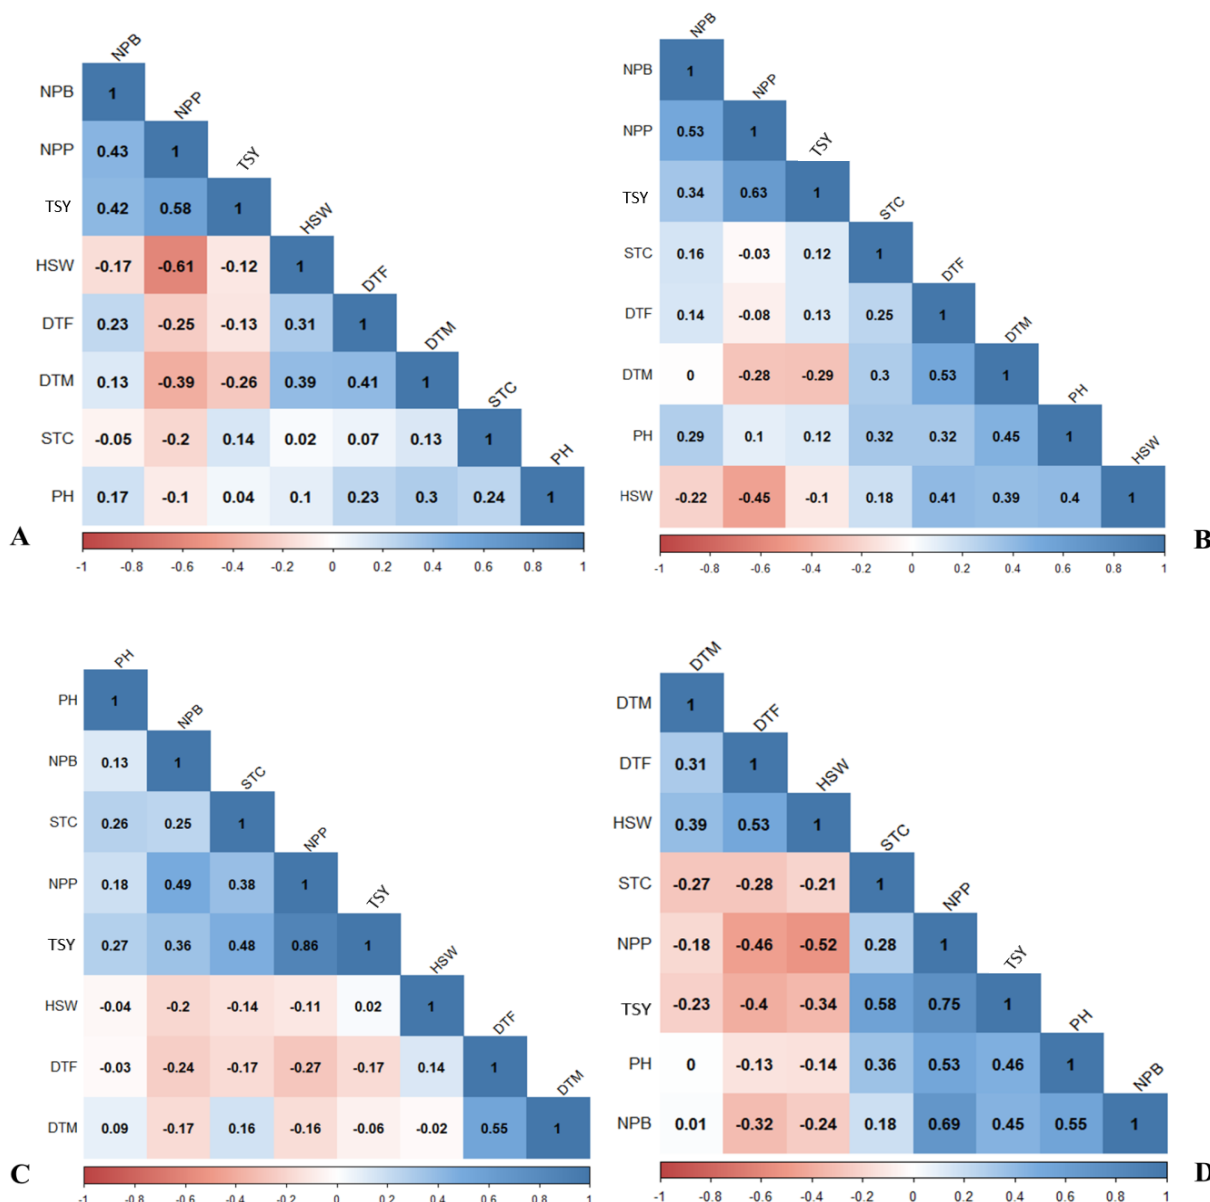 NPB
NPB 1
NPP
NPP 0.43 1
TSY
TSY 0.42 0.58 1
HSW
HSW -0.17 -0.61 -0.12 1
DTF
DTF 0.23 -0.25 -0.13 0.31 1
DTM
DTM 0.13 -0.39 -0.26 0.39 0.41 1
STC
STC -0.05 -0.2 0.14 0.02 0.07 0.13 1
PH
PH 0.17 -0.1 0.04 0.1 0.23 0.3 0.24 1
A
-1 -0.8 -0.6 -0.4 -0.2 0 0.2 0.4 0.6 0.8 1
NPB
NPB 1
NPP
NPP 0.53 1
TSY
TSY 0.34 0.63 1
STC
STC 0.16 -0.03 0.12 1
DTF
DTF 0.14 -0.08 0.13 0.25 1
DTM
DTM 0 -0.28 -0.29 0.3 0.53 1
PH
PH 0.29 0.1 0.12 0.32 0.32 0.45 1
HSW
HSW -0.22 -0.45 -0.1 0.18 0.41 0.39 0.4 1
B
-1 -0.8 -0.6 -0.4 -0.2 0 0.2 0.4 0.6 0.8 1
PH
PH 1
NPB
NPB 0.13 1
STC
STC 0.26 0.25 1
NPP
NPP 0.18 0.49 0.38 1
TSY
TSY 0.27 0.36 0.48 0.86 1
HSW
HSW -0.04 -0.2 -0.14 -0.11 0.02 1
DTF
DTF -0.03 -0.24 -0.17 -0.27 -0.17 0.14 1
DTM
DTM 0.09 -0.17 0.16 -0.16 -0.06 -0.02 0.55 1
C
-1 -0.8 -0.6 -0.4 -0.2 0 0.2 0.4 0.6 0.8 1
DTM
DTM 1
DTF
DTF 0.31 1
HSW
HSW 0.39 0.53 1
STC
STC -0.27 -0.28 -0.21 1
NPP
NPP -0.18 -0.46 -0.52 0.28 1
TSY
TSY -0.23 -0.4 -0.34 0.58 0.75 1
PH
PH 0 -0.13 -0.14 0.36 0.53 0.46 1
NPB
NPB 0.01 -0.32 -0.24 0.18 0.69 0.45 0.55 1
D
-1 -0.8 -0.6 -0.4 -0.2 0 0.2 0.4 0.6 0.8 1